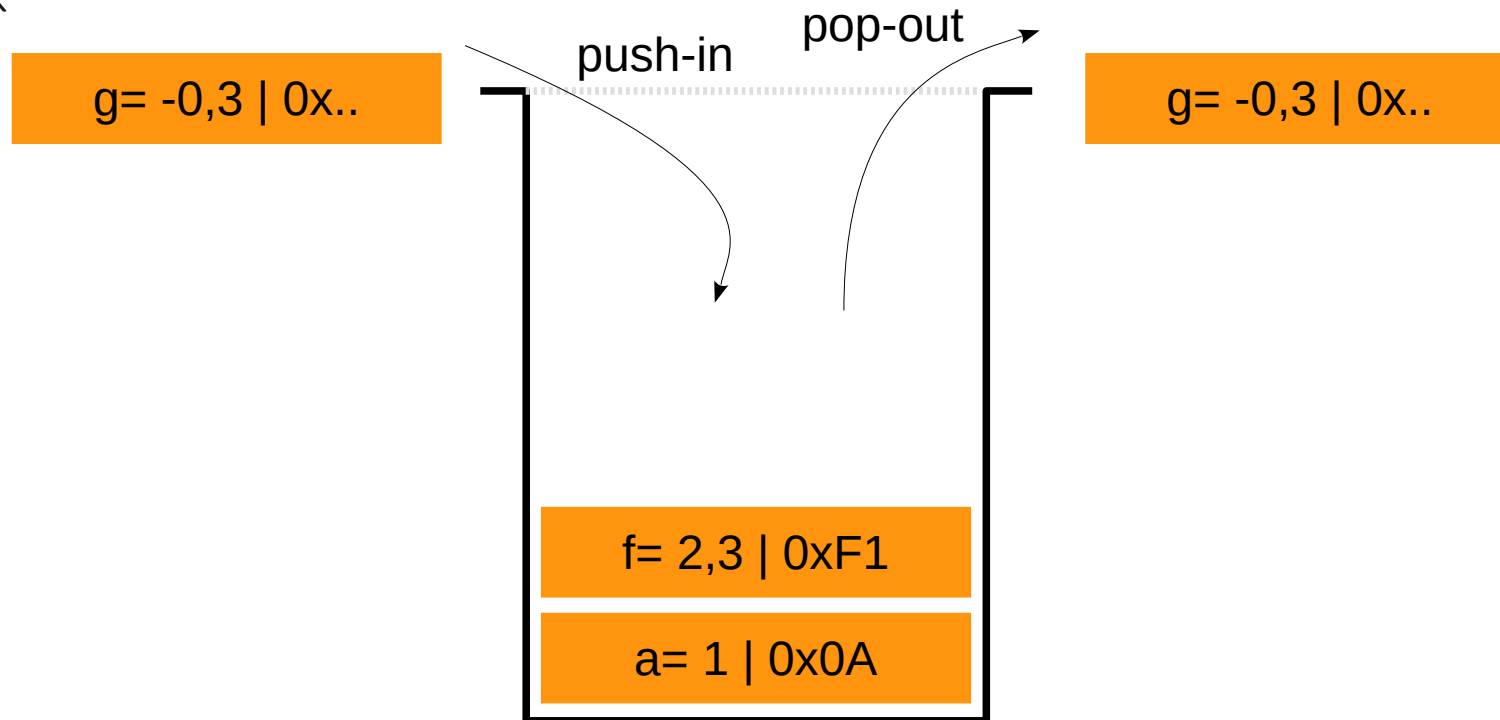 push-in
pop-out
g= -0,3 | 0x..
g= -0,3 | 0x..
f= 2,3 | 0xF1
a= 1 | 0x0A